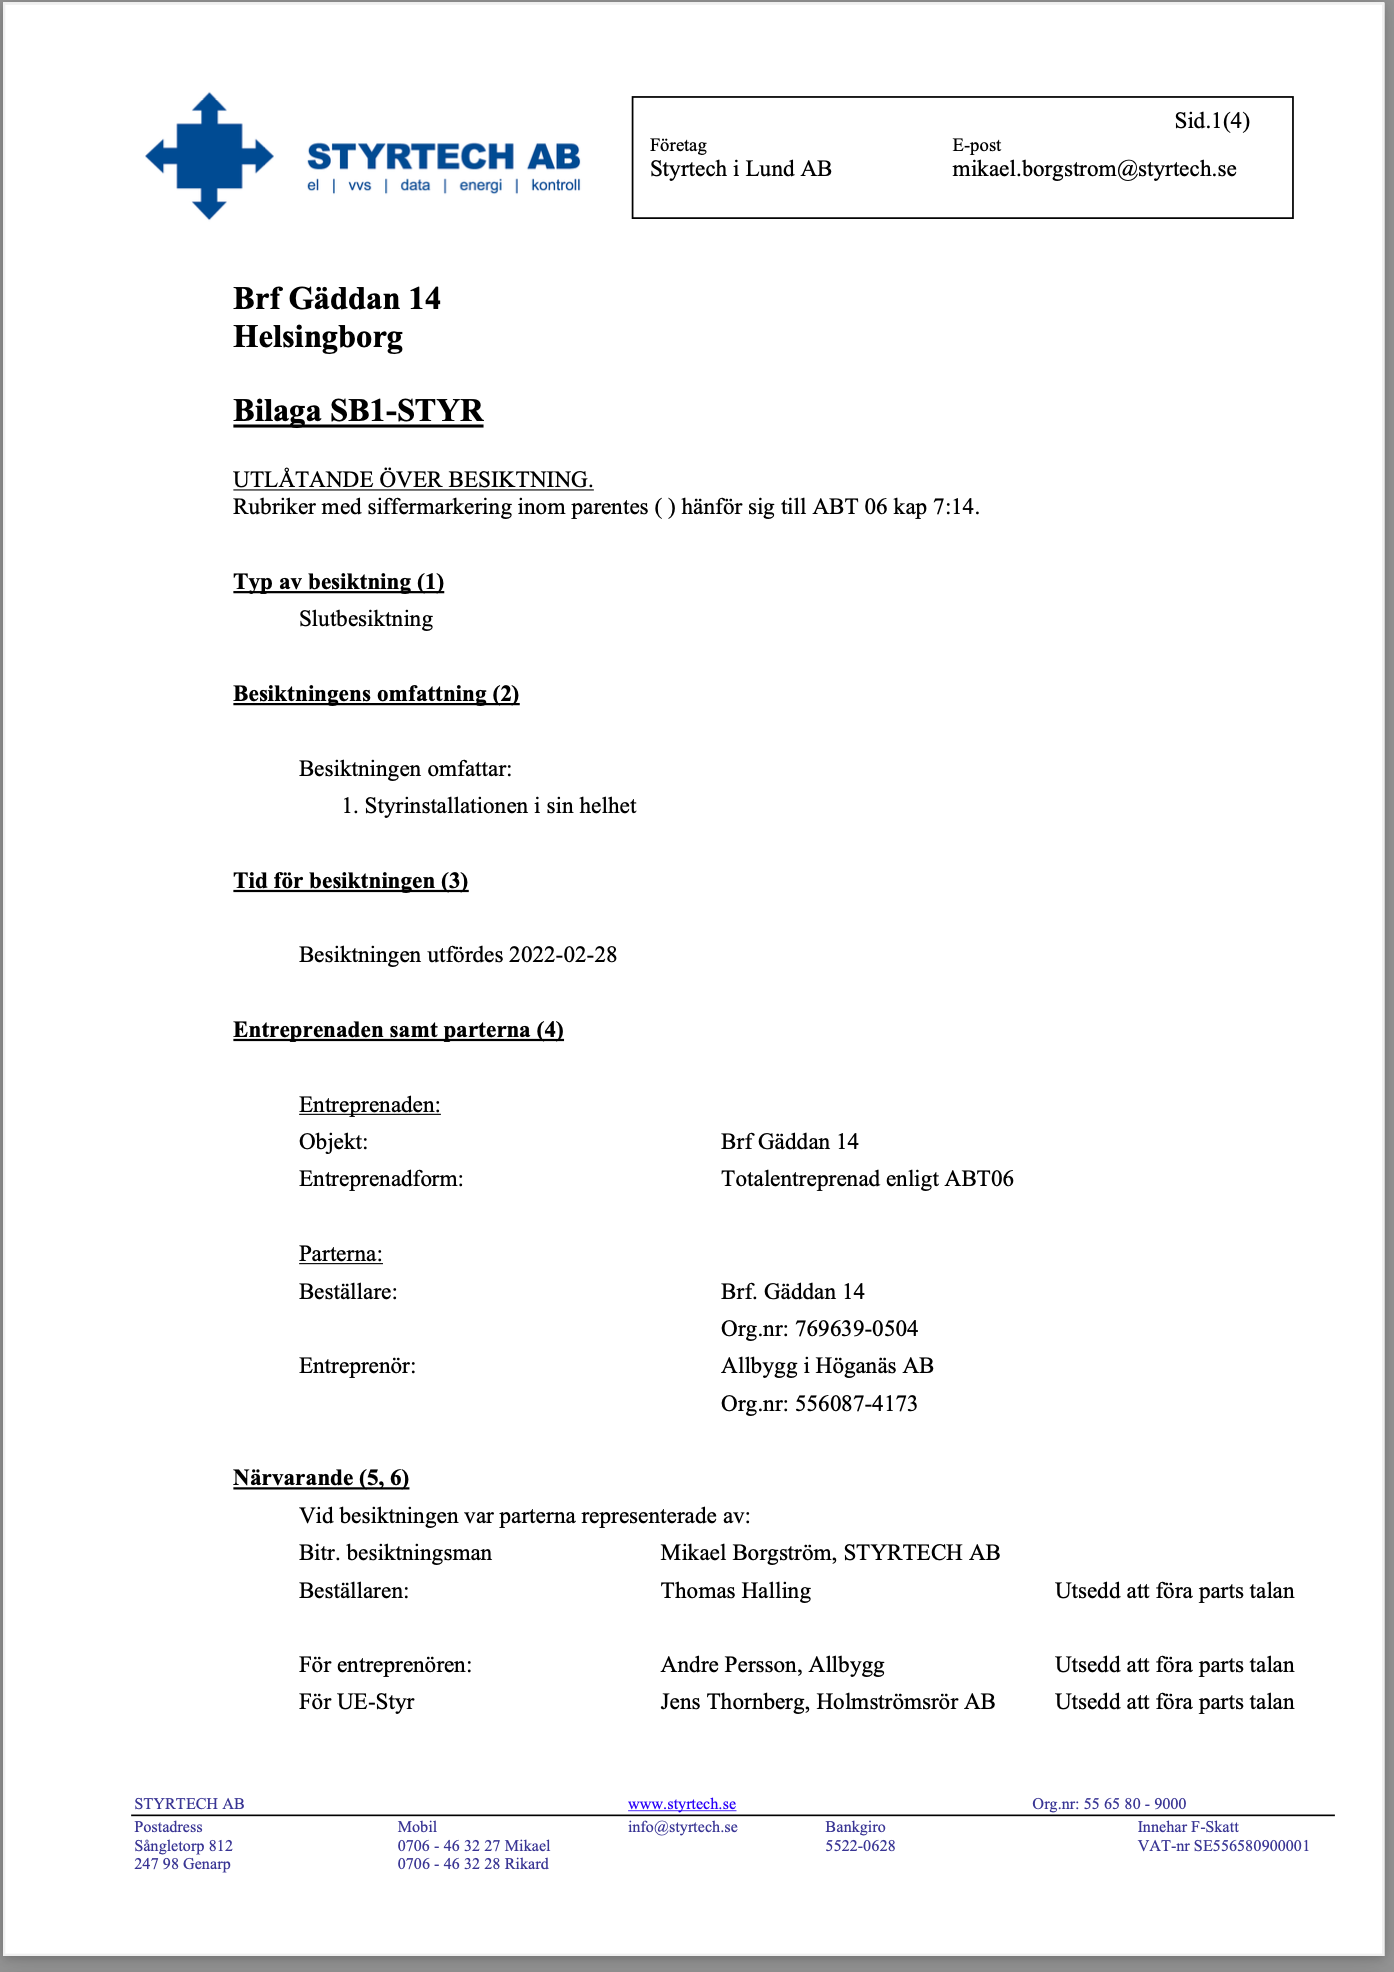 STYRTECH AB
el | vvs | data | energi | kontroll
Sid.1(4)
Företag E-post
Styrtech i Lund AB mikael.borgstrom@styrtech.se
Brf Gäddan 14
Helsingborg
Bilaga SB1-STYR
UTLÅTANDE ÖVER BESIKTNING.
Rubriker med siffermarkering inom parentes ( ) hänför sig till ABT 06 kap 7:14.
Typ av besiktning (1)
Slutbesiktning
Besiktningens omfattning (2)
Besiktningen omfattar:
1. Styrinstallationen i sin helhet
Tid för besiktningen (3)
Besiktningen utfördes 2022-02-28
Entreprenaden samt parterna (4)
Entreprenaden:
Objekt: Brf Gäddan 14
Entreprenadform: Totalentreprenad enligt ABT06
Parterna:
Beställare: Brf. Gäddan 14
Org.nr: 769639-0504
Entreprenör: Allbygg i Höganäs AB
Org.nr: 556087-4173
Närvarande (5, 6)
Vid besiktningen var parterna representerade av:
Bitr. besiktningsman Mikael Borgström, STYRTECH AB
Beställaren: Thomas Halling Utsedd att föra parts talan
För entreprenören: Andre Persson, Allbygg Utsedd att föra parts talan
För UE-Styr Jens Thornberg, Holmströmsrör AB Utsedd att föra parts talan
STYRTECH AB www.styrtech.se Org.nr: 55 65 80 - 9000
Postadress Mobil info@styrtech.se Bankgiro Innehar F-Skatt
Sångletorp 812 0706 - 46 32 27 Mikael 5522-0628 VAT-nr SE556580900001
247 98 Genarp 0706 - 46 32 28 Rikard